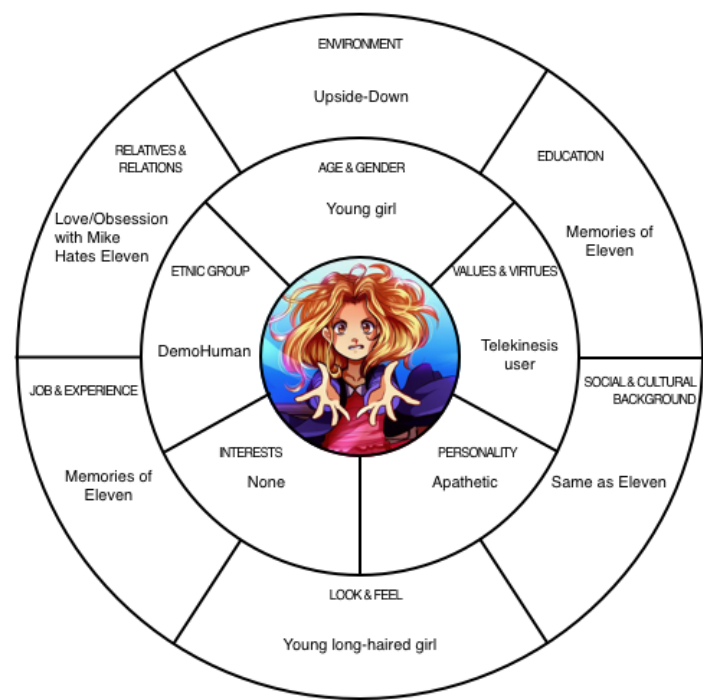 ENVIRONMENT
Upside-Down
RELATIVES &
RELATIONS
Love/Obsession
with Mike
Hates Eleven
EDUCATION
Memories of
Eleven
AGE & GENDER
Young girl
ETNIC GROUP
DemoHuman
VALUES & VIRTUES
Telekinesis
user
JOB & EXPERIENCE
Memories of
Eleven
SOCIAL & CULTURAL
BACKGROUND
Same as Eleven
INTERESTS
None
PERSONALITY
Apathetic
LOOK & FEEL
Young long-haired girl